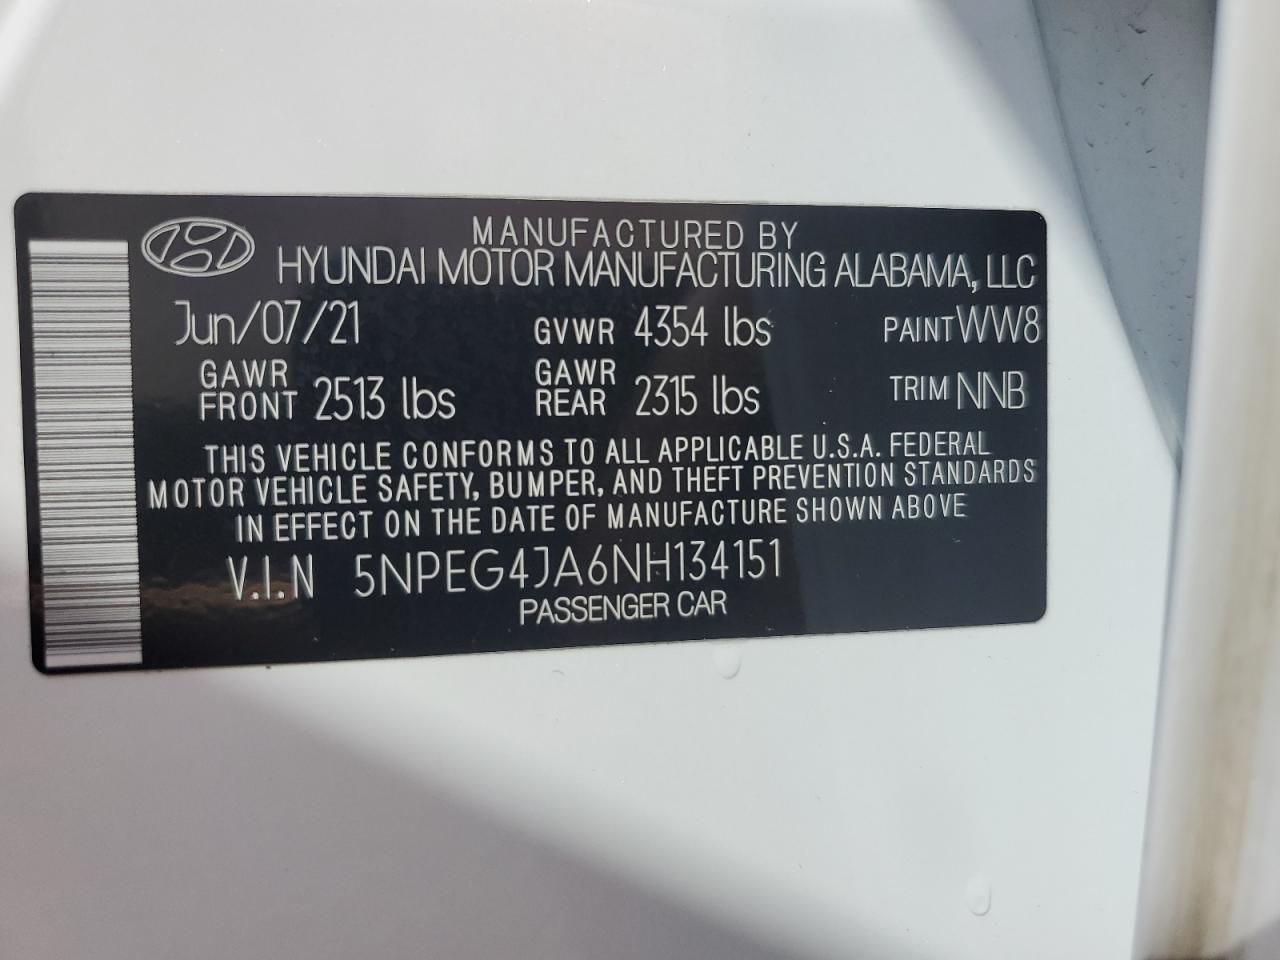 MANUFACTURED BY
HYUNDAI MOTOR MANUFACTURING ALABAMA, LLC
Jun/07/21 GVWR 4354 lbs PAINT WW8
GAWR FRONT 2513 lbs GAWR REAR 2315 lbs TRIM NNB
THIS VEHICLE CONFORMS TO ALL APPLICABLE U.S.A. FEDERAL
MOTOR VEHICLE SAFETY, BUMPER, AND THEFT PREVENTION STANDARDS
IN EFFECT ON THE DATE OF MANUFACTURE SHOWN ABOVE
V.I.N 5NPEG4JA6NH134151
PASSENGER CAR